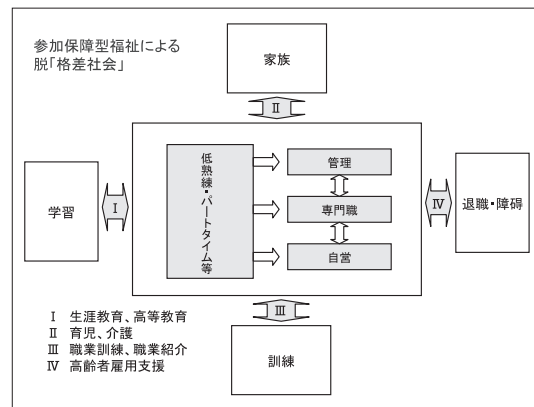 参加保障型福祉による
脱「格差社会」
家族
Ⅱ
低熟練・パートタイム等
管理
専門職
自営
学習
Ⅰ
Ⅳ
退職・障碍
Ⅲ
訓練
Ⅰ 生涯教育、高等教育
Ⅱ 育児、介護
Ⅲ 職業訓練、職業紹介
Ⅳ 高齢者雇用支援